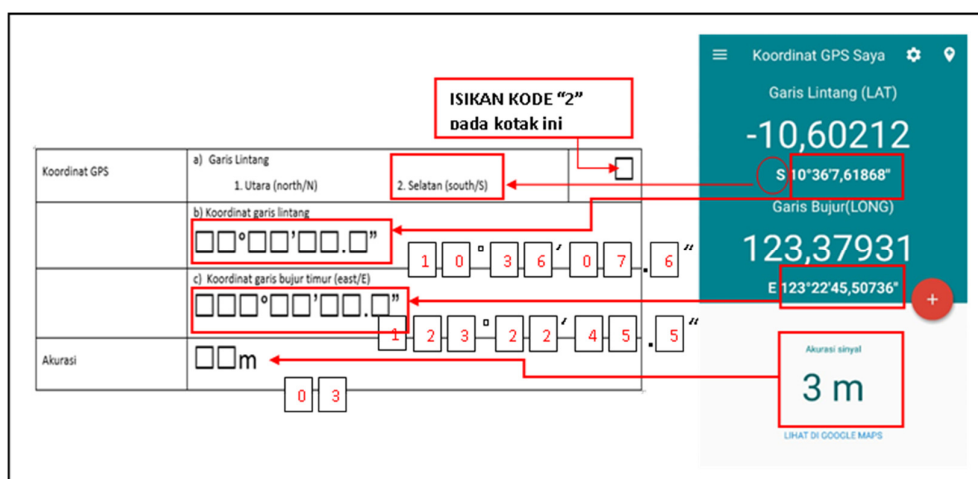 ISIKAN KODE “2”
pada kotak ini
Koordinat GPS
a) Garis Lintang
1. Utara (north/N)
2. Selatan (south/S)
b) Koordinat garis lintang
□□°□□’□□.□”
1 0 ° 3 6 ′ 0 7 . 6 “
c) Koordinat garis bujur timur (east/E)
□□□°□□’□□.□”
1 2 3 ° 2 2 ′ 4 5 . 5 “
Akurasi
□□m
0 3
Koordinat GPS Saya
Garis Lintang (LAT)
-10,60212
S 10°36'7,61868"
Garis Bujur(LONG)
123,37931
E 123°22'45,50736"
+
Akurasi sinyal
3 m
LIHAT DI GOOGLE MAPS